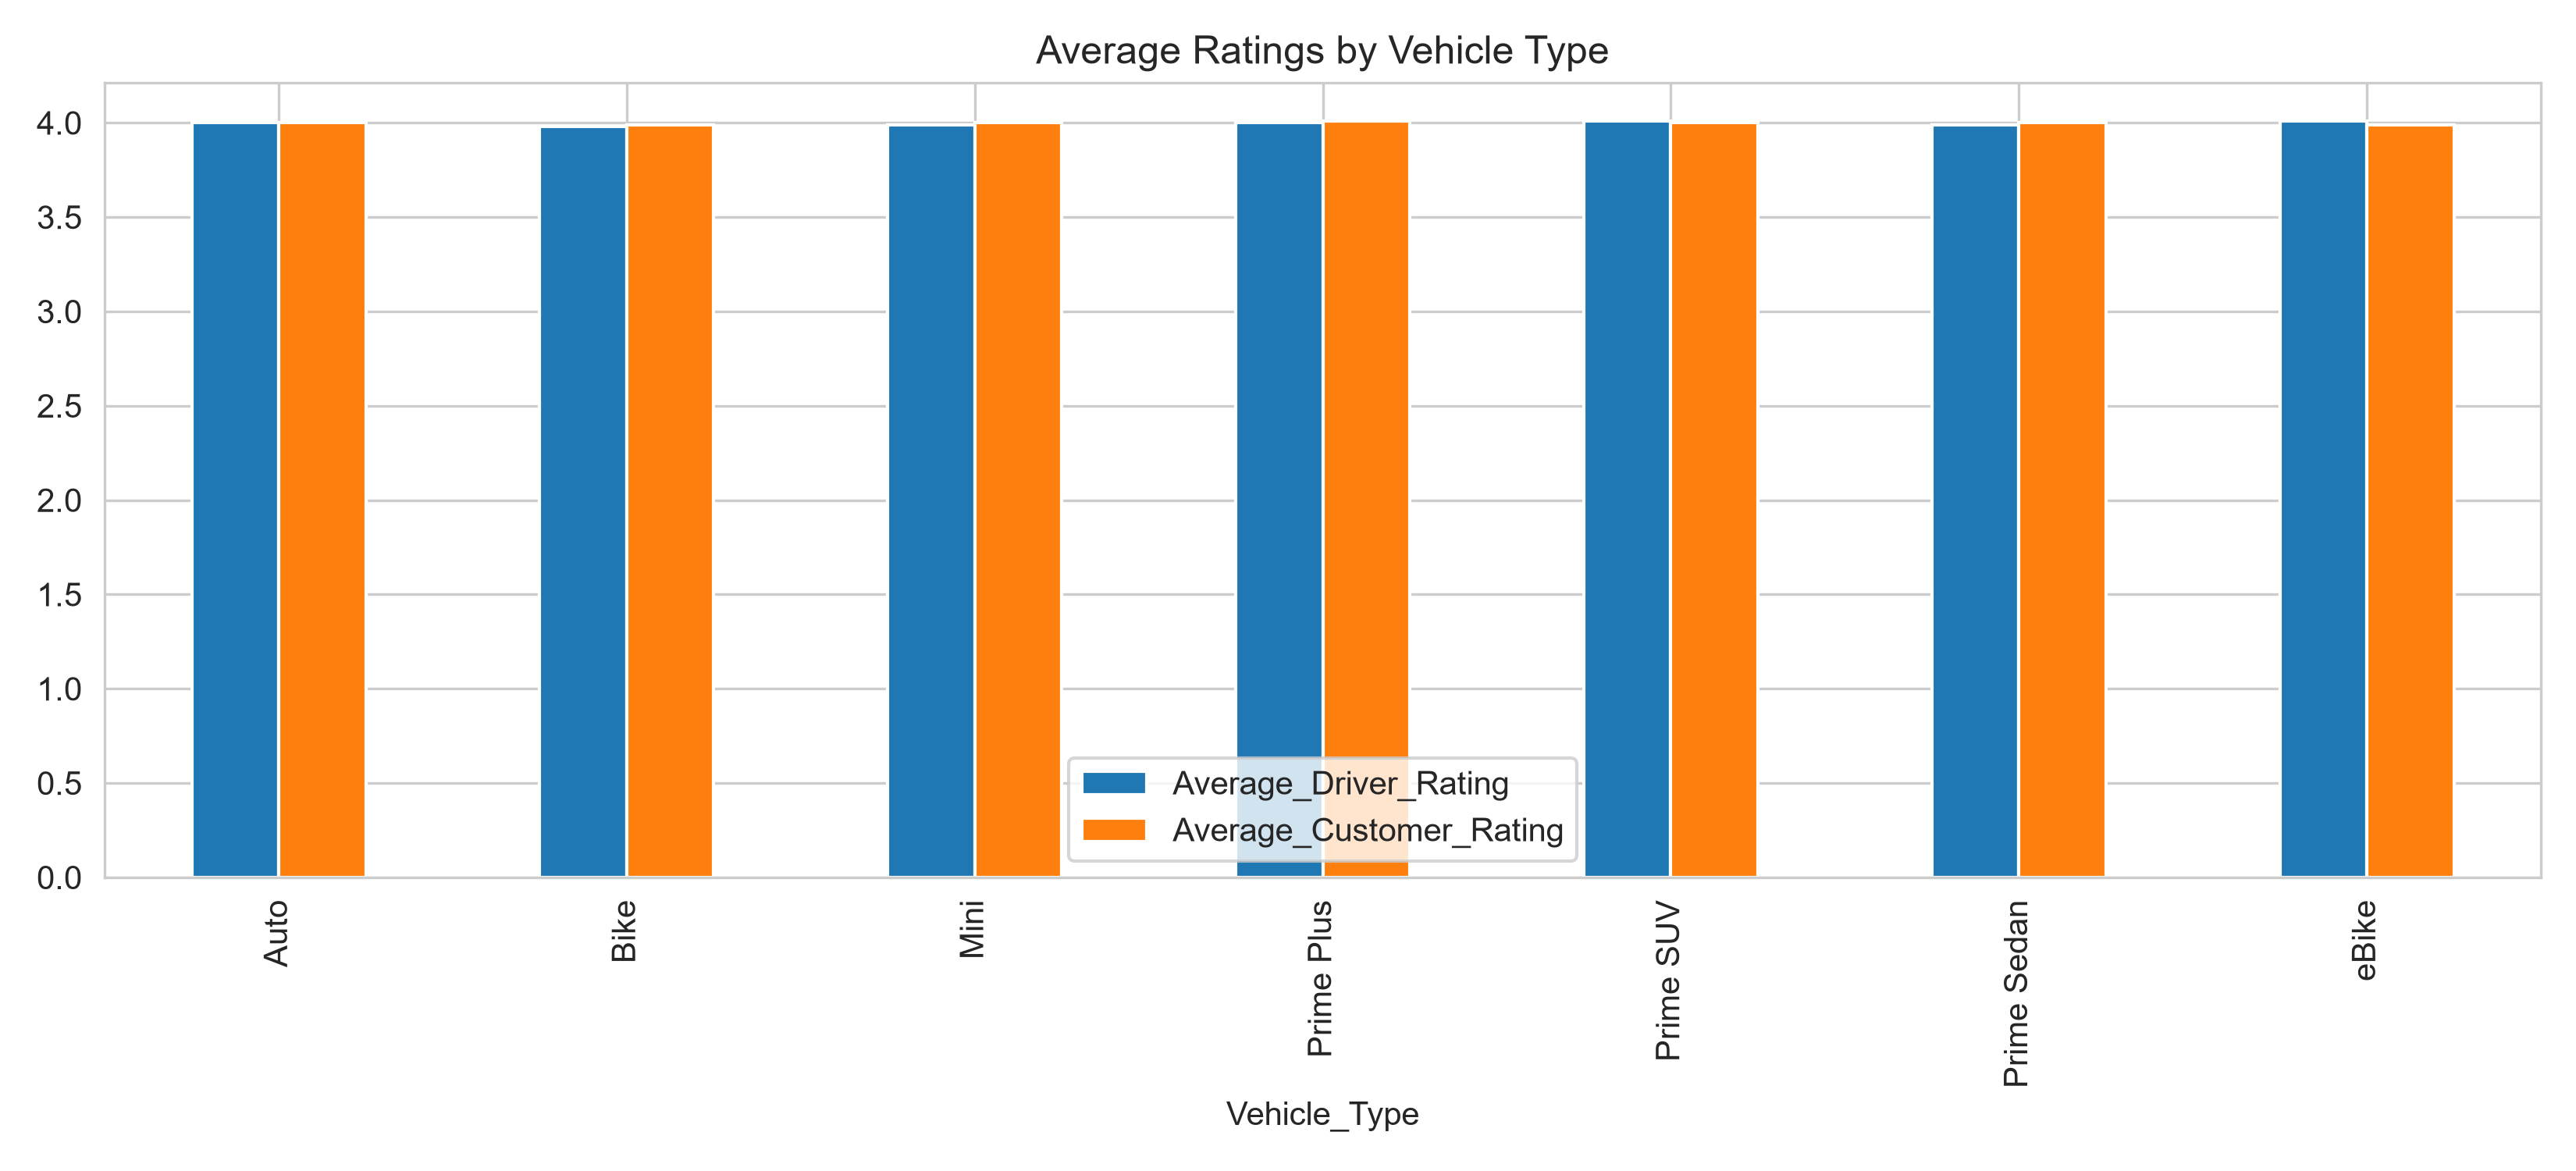 Average Ratings by Vehicle Type
4.0
3.5
3.0
2.5
2.0
1.5
1.0
0.5
0.0
Average_Driver_Rating
Average_Customer_Rating
Auto
Bike
Mini
Prime Plus
Prime SUV
Prime Sedan
eBike
Vehicle_Type